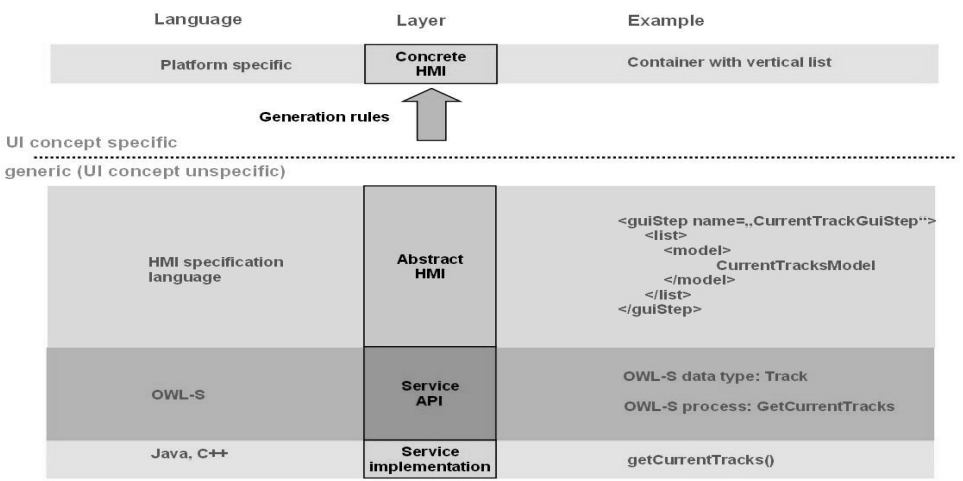 Language Layer Example
Platform specific Concrete HMI Container with vertical list
Generation rules
UI concept specific
generic (UI concept unspecific)
HMI specification language
Abstract HMI
<guiStep name=„CurrentTrackGuiStep“>
<list>
<model>
CurrentTracksModel
</model>
</list>
</guiStep>
OWL-S
Service API
OWL-S data type: Track
OWL-S process: GetCurrentTracks
Java, C++
Service implementation
getCurrentTracks()